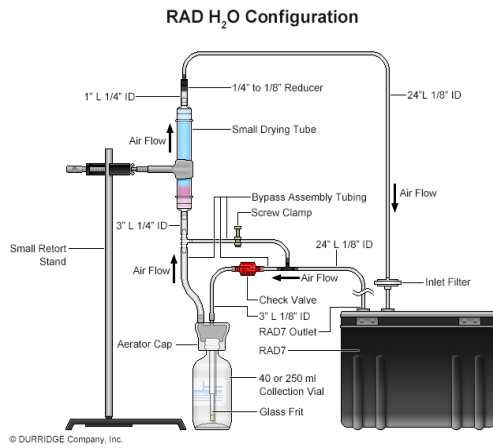 RAD H₂O Configuration
1/4" to 1/8" Reducer
1" L 1/4" ID
24"L 1/8" ID
Small Drying Tube
Air Flow
Air Flow
Bypass Assembly Tubing
Screw Clamp
3" L 1/4" ID
Small Retort
Stand
24" L 1/8" ID
Air Flow
Air Flow
Inlet Filter
Check Valve
3" L 1/8" ID
RAD7 Outlet
Aerator Cap
RAD7
40 or 250 ml
Collection Vial
Glass Frit
© DURRIDGE Company, Inc.